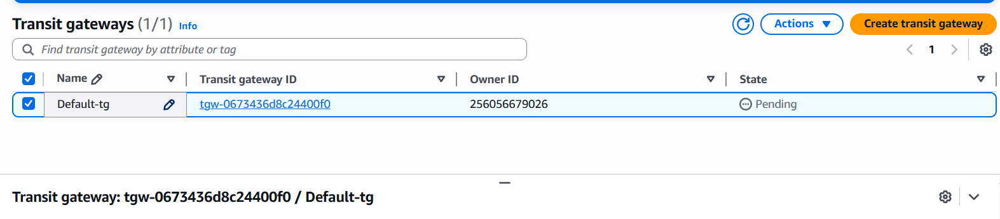 Transit gateways (1/1) Info Actions Create transit gateway
Find transit gateway by attribute or tag 1
Name Transit gateway ID Owner ID State
Default-tg tgw-0673436d8c24400f0 256056679026 Pending
Transit gateway: tgw-0673436d8c24400f0 / Default-tg